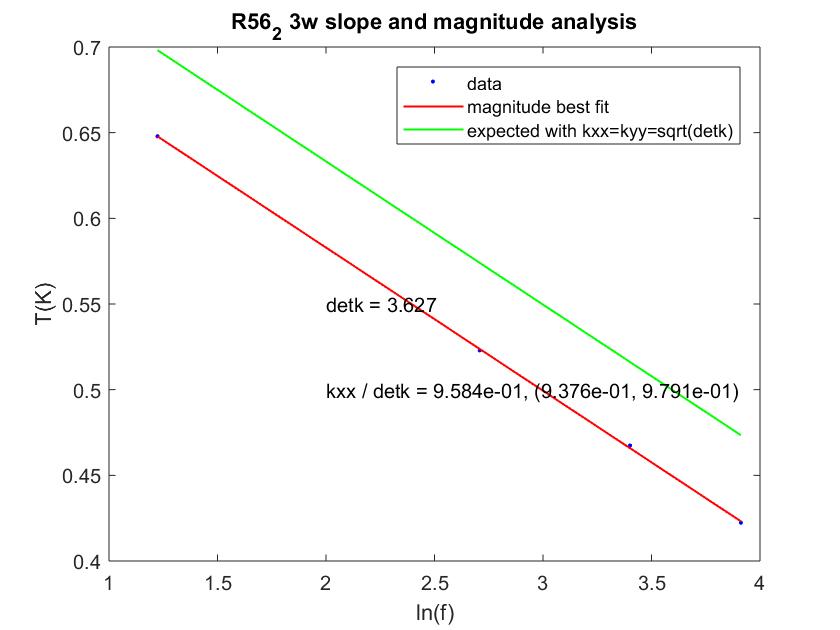 R56₂ 3w slope and magnitude analysis
0.7
0.65
0.6
0.55
0.5
0.45
0.4
T(K)
data
magnitude best fit
expected with kxx=kyy=sqrt(detk)
detk = 3.627
kxx / detk = 9.584e-01, (9.376e-01, 9.791e-01)
1
1.5
2
2.5
3
3.5
4
ln(f)